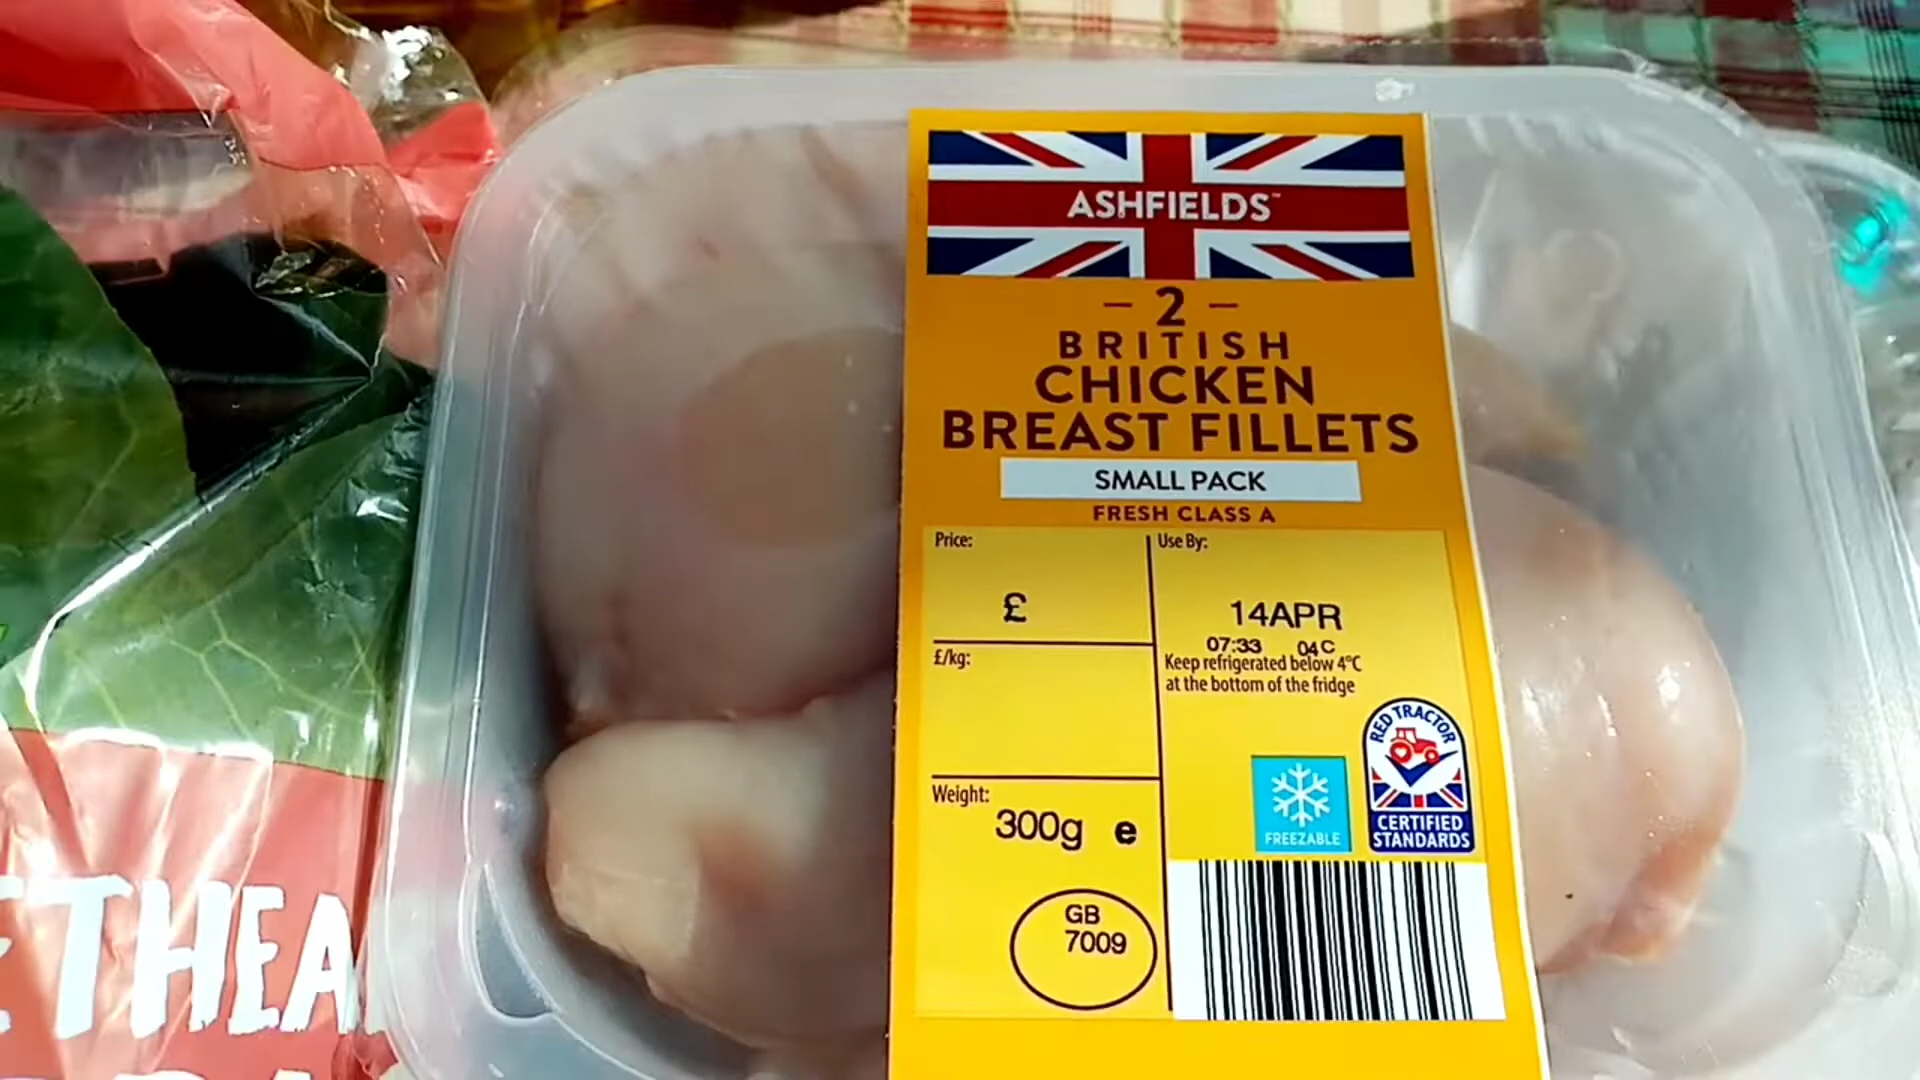 ASHFIELDS™
– 2 –
BRITISH
CHICKEN
BREAST FILLETS
SMALL PACK
FRESH CLASS A
Price:
£
£/kg:
Weight:
300g e
GB
7009
Use By:
14APR
07:33 04C
Keep refrigerated below 4°C
at the bottom of the fridge
FREEZABLE
RED TRACTOR
CERTIFIED
STANDARDS